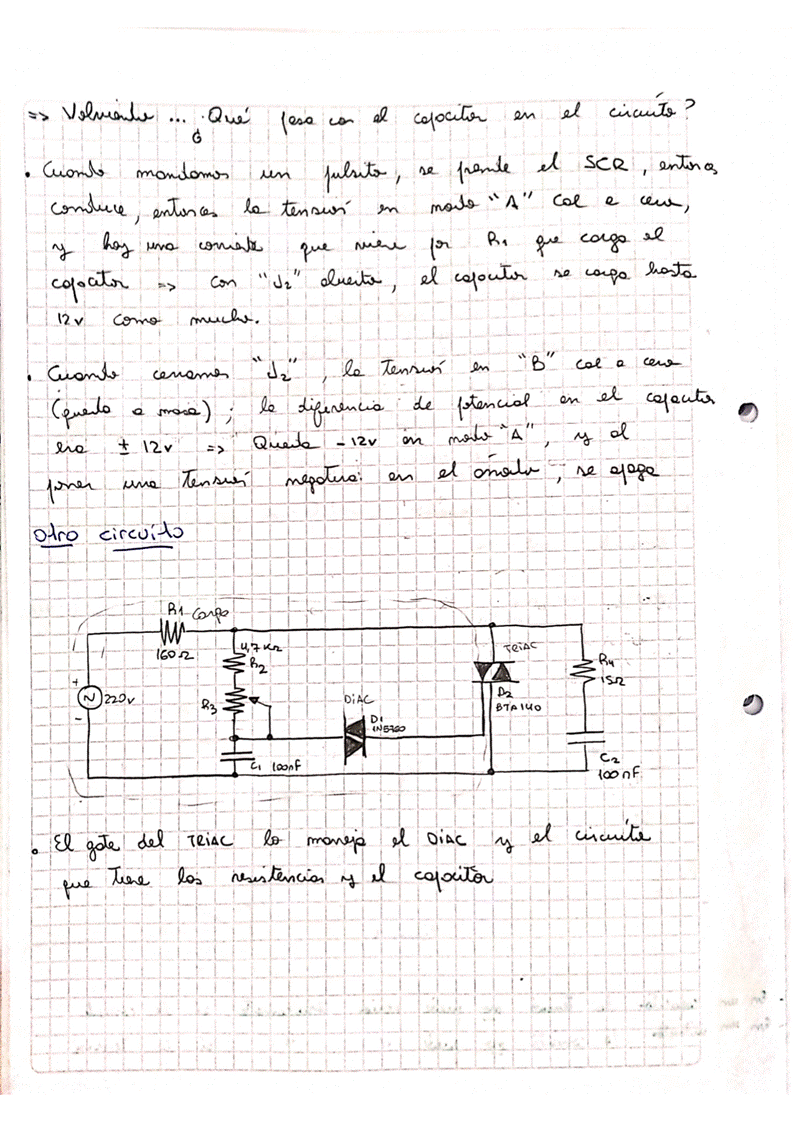 => Volviendo ... ¿Qué pasa con el capacitor en el circuito?
• Cuando mandamos un pulsito, se prende el SCR, entonces
conduce, entonces la tensión en nodo "A" cae a cero,
y hay una corriente que viene por R1 que carga el
capacitor => con "J2" abierto, el capacitor se carga hasta
12v como mucho.
• Cuando cerramos "J2", la tensión en "B" cae a cero
(queda a masa); la diferencia de potencial en el capacitor
era ± 12v => Queda -12v en nodo "A", y al
poner una tensión negativa en el ánodo, se apaga
Otro circuito
R1 Carga
160Ω
4,7KΩ
R2
TRIAC
R4
15Ω
+
220v
-
R3
DIAC
D1
1N5760
D2
BTA140
C1 100nF
C2
100nF
• El gate del TRIAC lo maneja el DIAC y el circuito
que tiene las resistencias y el capacitor